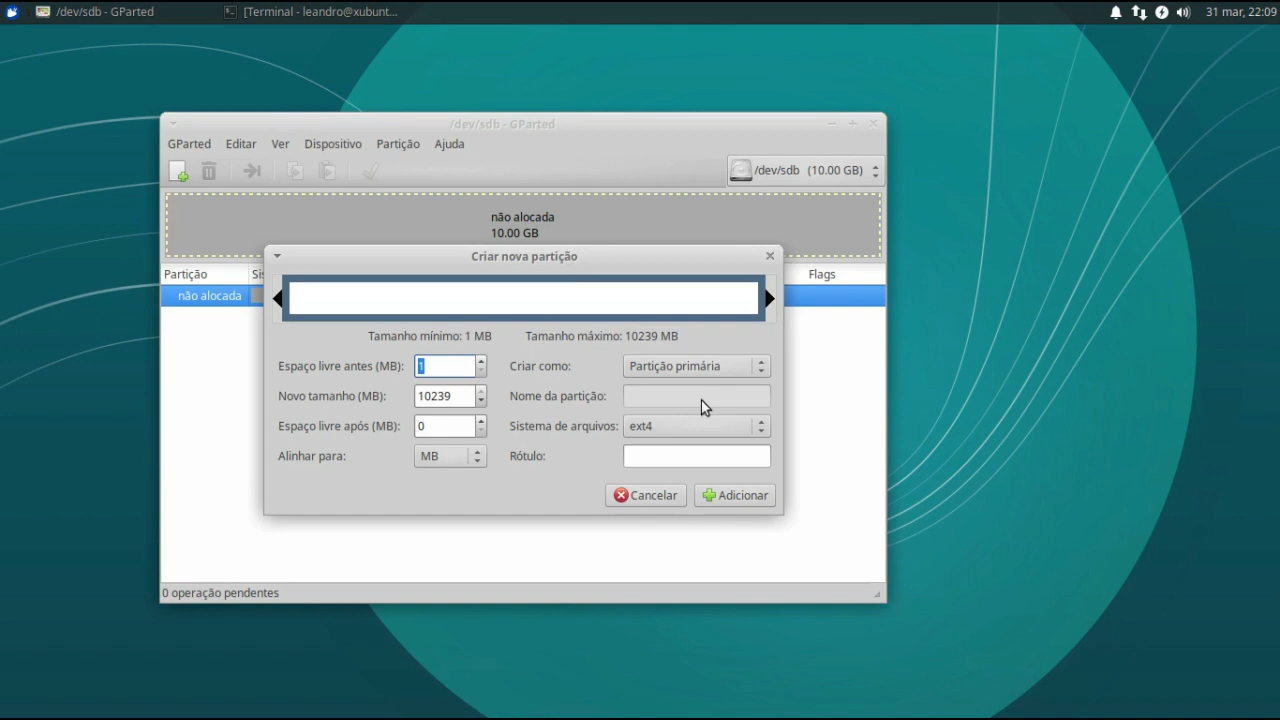 /dev/sdb - GParted
[Terminal - leandro@xubunt...
31 mar, 22:09
/dev/sdb - GParted
GParted Editar Ver Dispositivo Partição Ajuda
/dev/sdb (10.00 GB)
não alocada
10.00 GB
Criar nova partição
Partição Sis Flags
não alocada
Tamanho mínimo: 1 MB Tamanho máximo: 10239 MB
Espaço livre antes (MB): 1 Criar como: Partição primária
Novo tamanho (MB): 10239 Nome da partição:
Espaço livre após (MB): 0 Sistema de arquivos: ext4
Alinhar para: MB Rótulo:
Cancelar Adicionar
0 operação pendentes